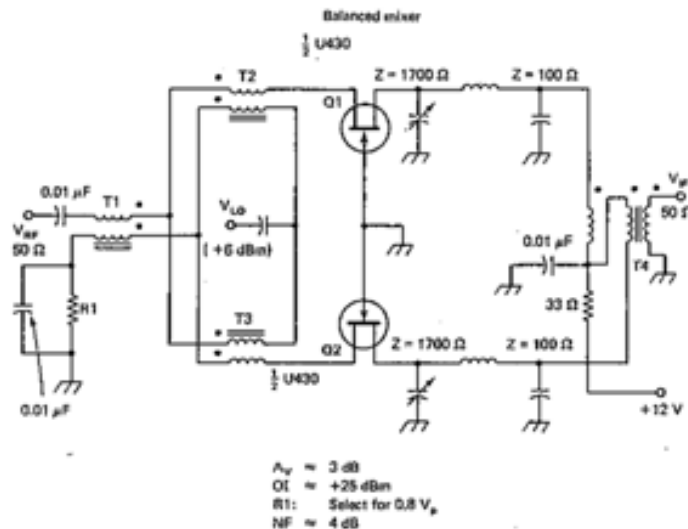 Balanced mixer
½ U430
T2
Q1
Z = 1700 Ω
Z = 100 Ω
0.01 μF
T1
V_RF
50 Ω
V_LO
( +6 dBm)
R1
0.01 μF
T3
½ U430
Q2
Z = 1700 Ω
Z = 100 Ω
0.01 μF
33 Ω
T4
50 Ω
+12 V
≈ 3 dB
OI ≈ +25 dBm
R1: Select for 0.8 V_p
NF ≈ 4 dB